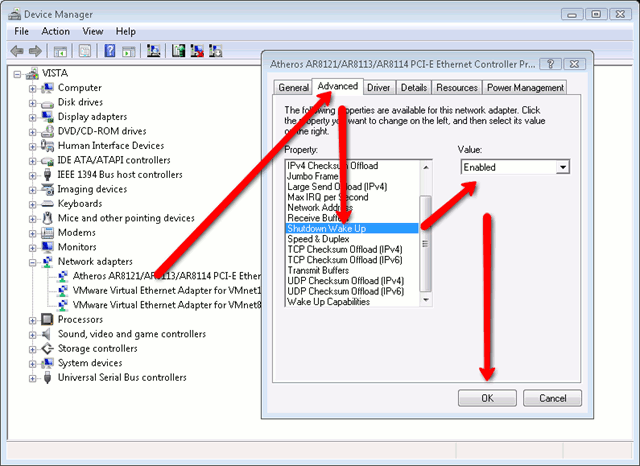 Device Manager
File Action View Help
VISTA
Computer
Disk drives
Display adapters
DVD/CD-ROM drives
Human Interface Devices
IDE ATA/ATAPI controllers
IEEE 1394 Bus host controllers
Imaging devices
Keyboards
Mice and other pointing devices
Modems
Monitors
Network adapters
Atheros AR8121/AR8113/AR8114 PCI-E Ether
VMware Virtual Ethernet Adapter for VMnet1
VMware Virtual Ethernet Adapter for VMnet8
Processors
Sound, video and game controllers
Storage controllers
System devices
Universal Serial Bus controllers
Atheros AR8121/AR8113/AR8114 PCI-E Ethernet Controller Pr...
General Advanced Driver Details Resources Power Management
The following properties are available for this network adapter. Click
the property you want to change on the left, and then select its value
on the right.
Property:
IPv4 Checksum Offload
Jumbo Frame
Large Send Offload (IPv4)
Max IRQ per Second
Network Address
Receive Buffers
Shutdown Wake Up
Speed & Duplex
TCP Checksum Offload (IPv4)
TCP Checksum Offload (IPv6)
Transmit Buffers
UDP Checksum Offload (IPv4)
UDP Checksum Offload (IPv6)
Wake Up Capabilities
Value:
Enabled
OK Cancel